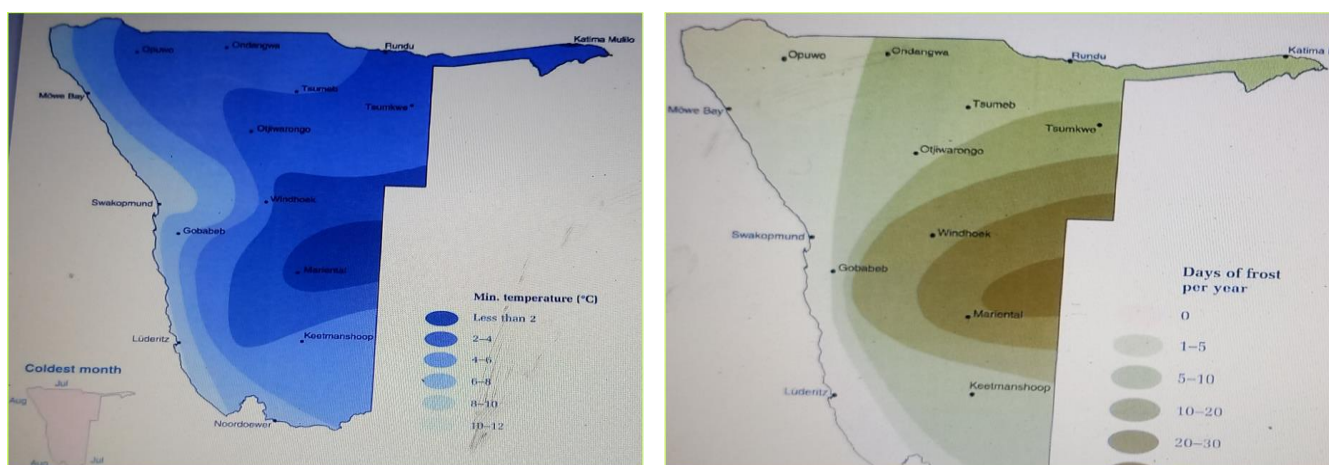 Opuwo
Ondangwa
Rundu
Katima Mulilo
Möwe Bay
Tsumeb
Tsumkwe
Otjiwarongo
Swakopmund
Windhoek
Gobabeb
Mariental
Min. temperature (°C)
Less than 2
2–4
4–6
6–8
8–10
10–12
Lüderitz
Keetmanshoop
Coldest month
Jul
Aug
Noordoewer
Aug
Jul
Opuwo
Ondangwa
Rundu
Katima
Möwe Bay
Tsumeb
Tsumkwe
Otjiwarongo
Swakopmund
Windhoek
Gobabeb
Mariental
Days of frost
per year
0
1–5
5–10
10–20
20–30
Lüderitz
Keetmanshoop